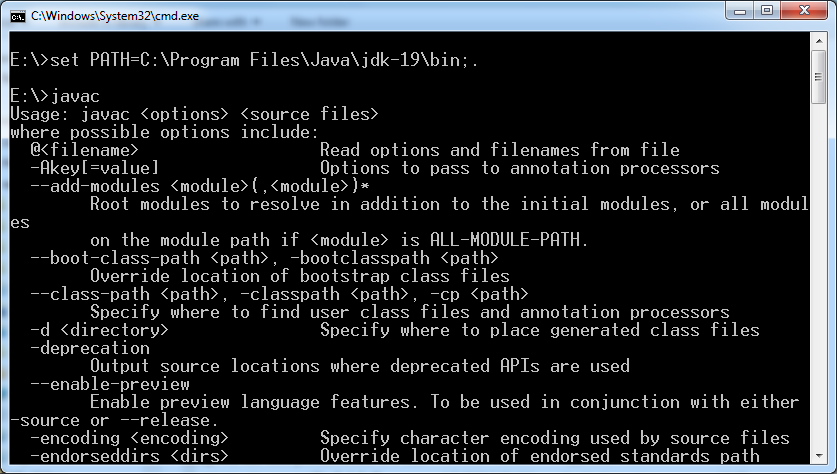 C:\Windows\System32\cmd.exe
New folder
E:\>set PATH=C:\Program Files\Java\jdk-19\bin;.
E:\>javac
Usage: javac <options> <source files>
where possible options include:
@<filename> Read options and filenames from file
-Akey[=value] Options to pass to annotation processors
--add-modules <module>(,<module>)*
Root modules to resolve in addition to the initial modules, or all modul
es
on the module path if <module> is ALL-MODULE-PATH.
--boot-class-path <path>, -bootclasspath <path>
Override location of bootstrap class files
--class-path <path>, -classpath <path>, -cp <path>
Specify where to find user class files and annotation processors
-d <directory> Specify where to place generated class files
-deprecation
Output source locations where deprecated APIs are used
--enable-preview
Enable preview language features. To be used in conjunction with either
-source or --release.
-encoding <encoding> Specify character encoding used by source files
-endorseddirs <dirs> Override location of endorsed standards path